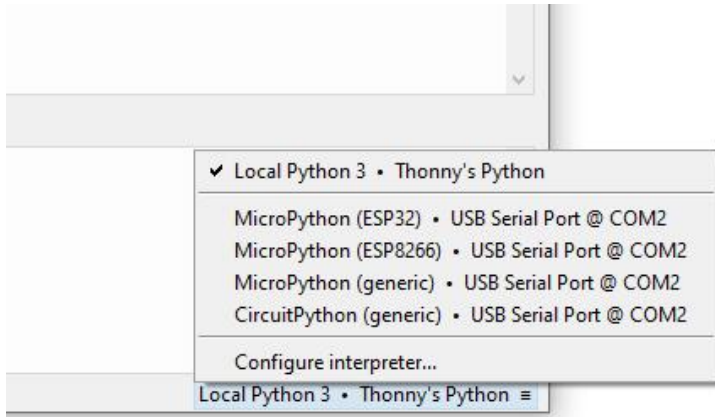 ✔ Local Python 3 • Thonny's Python
MicroPython (ESP32) • USB Serial Port @ COM2
MicroPython (ESP8266) • USB Serial Port @ COM2
MicroPython (generic) • USB Serial Port @ COM2
CircuitPython (generic) • USB Serial Port @ COM2
Configure interpreter...
Local Python 3 • Thonny's Python ≡